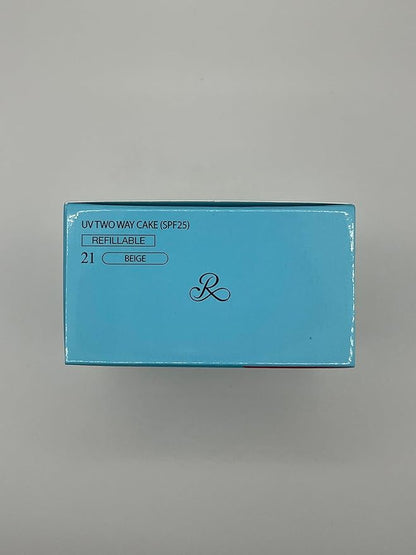 UV TWO WAY CAKE (SPF25)
REFILLABLE
21 BEIGE
R